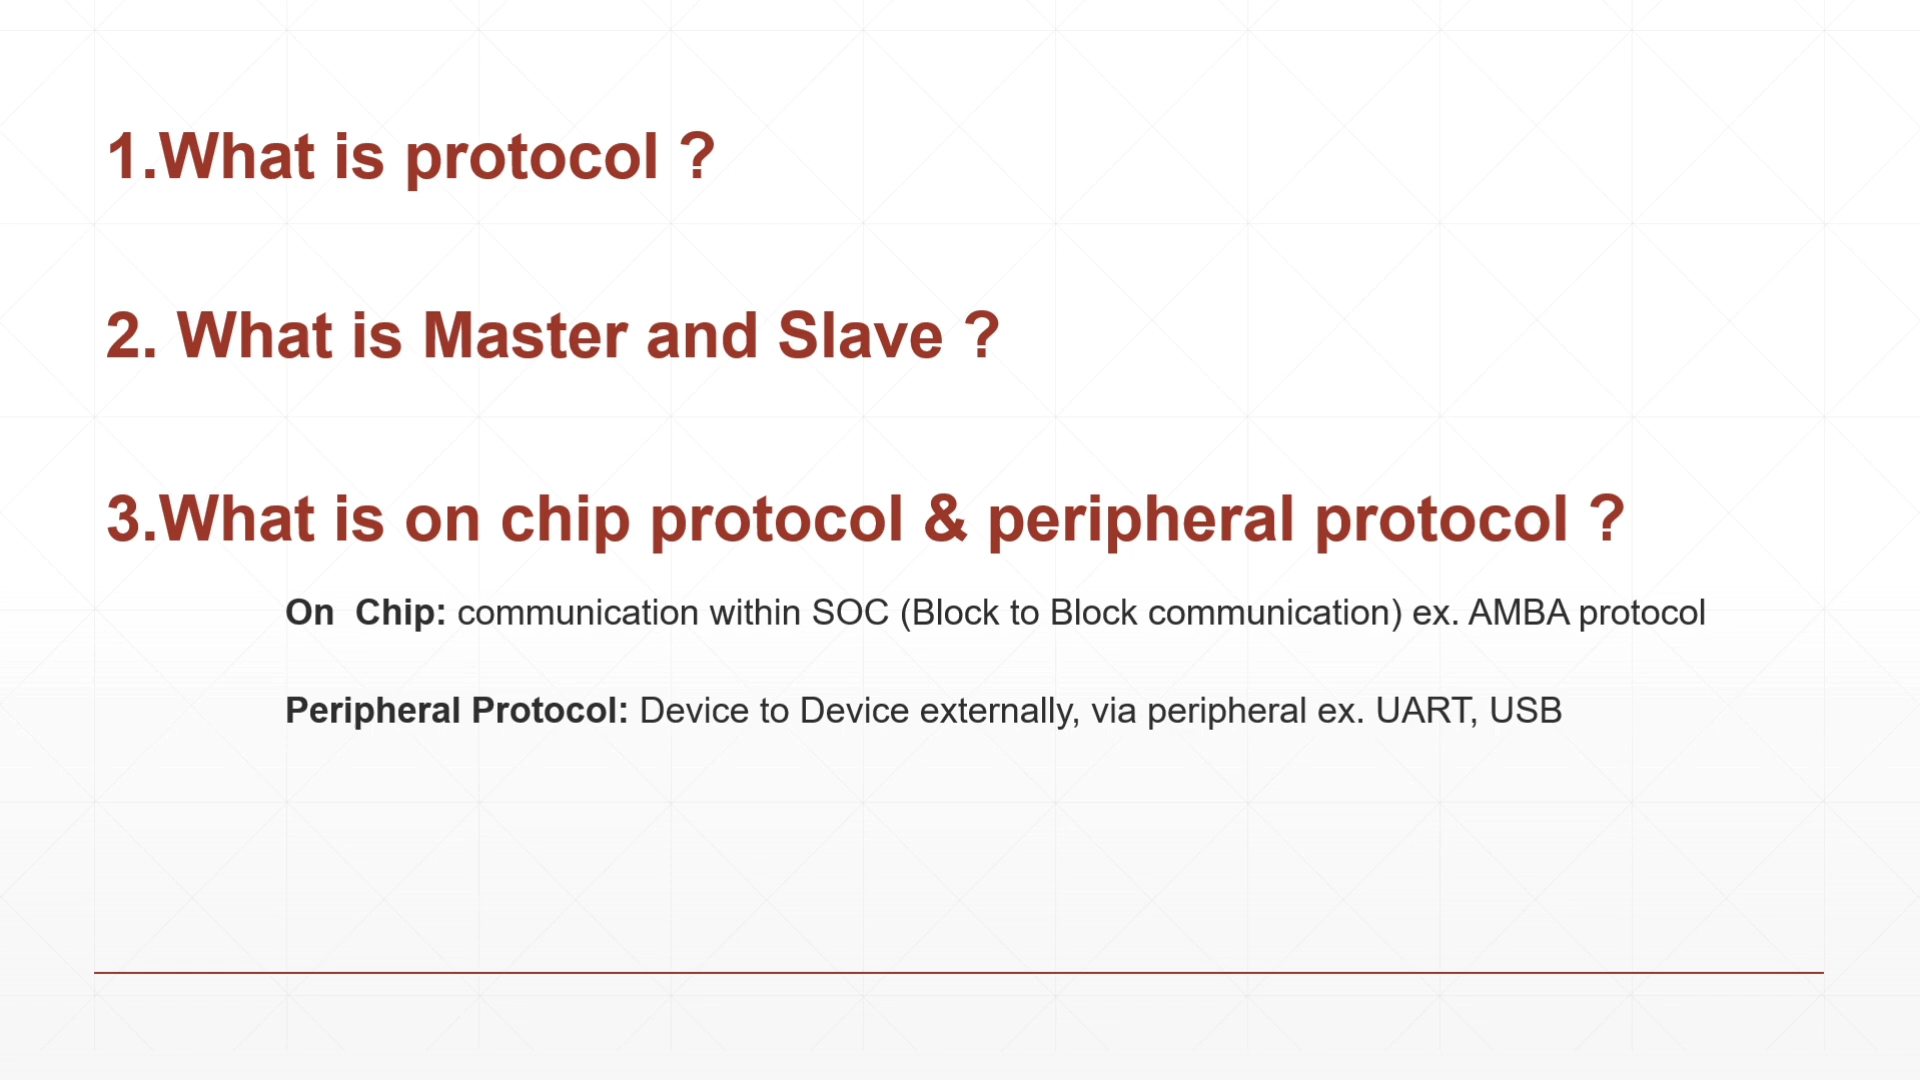 1.What is protocol ?
2. What is Master and Slave ?
3.What is on chip protocol & peripheral protocol ?
On  Chip: communication within SOC (Block to Block communication) ex. AMBA protocol
Peripheral Protocol: Device to Device externally, via peripheral ex. UART, USB